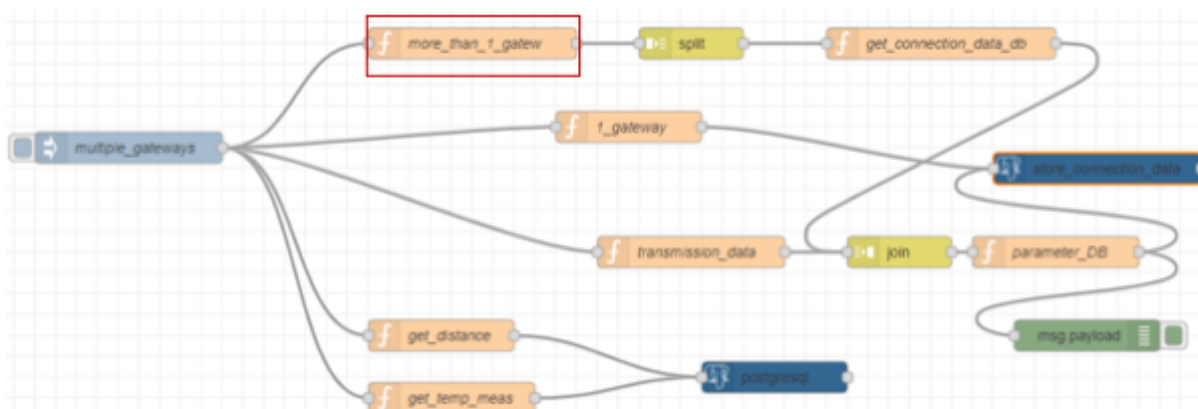 more_than_1_gatew
split
get_connection_data_db
1_gateway
multiple_gateways
store_connection_data
transmission_data
join
parameter_DB
get_distance
msg.payload
postgresql
get_temp_meas